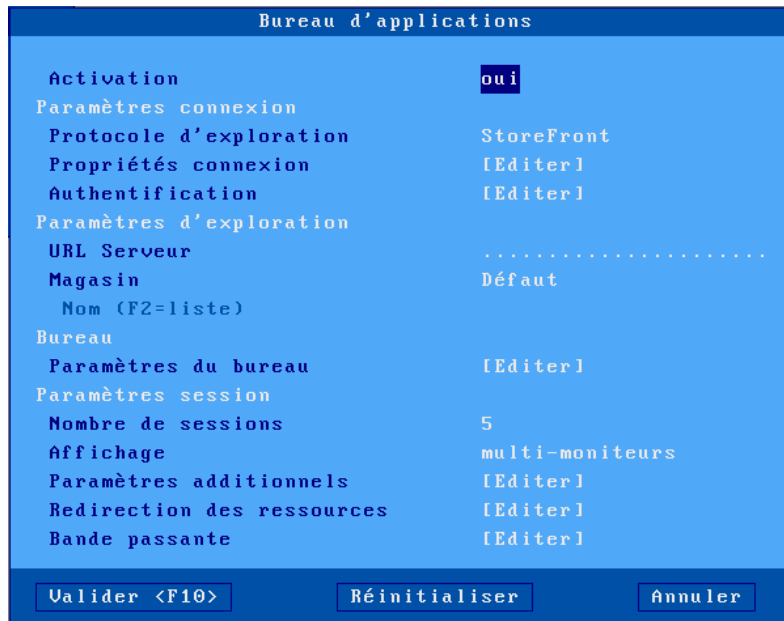 Bureau d'applications
Activation oui
Paramètres connexion
Protocole d'exploration StoreFront
Propriétés connexion [Editer]
Authentification [Editer]
Paramètres d'exploration
URL Serveur ......................
Magasin Défaut
Nom (F2=liste)
Bureau
Paramètres du bureau [Editer]
Paramètres session
Nombre de sessions 5
Affichage multi-moniteurs
Paramètres additionnels [Editer]
Redirection des ressources [Editer]
Bande passante [Editer]
Valider <F10> Réinitialiser Annuler